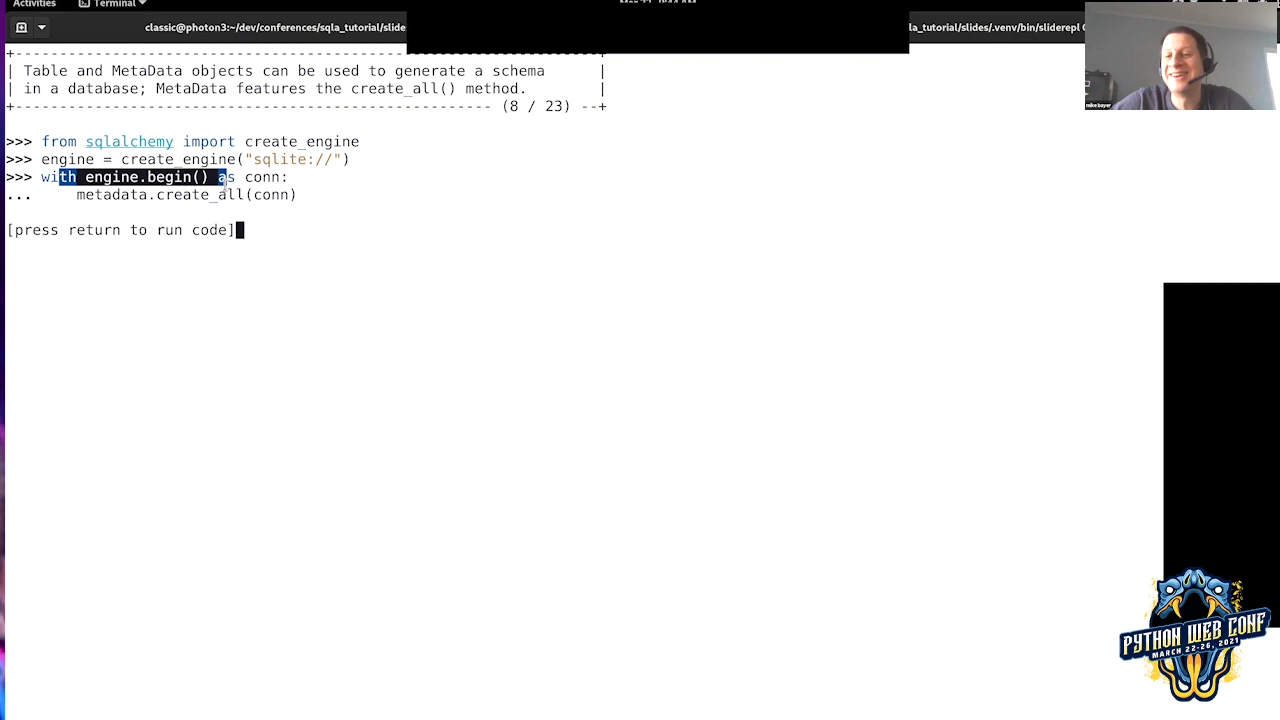 Activities Terminal
classic@photon3:~/dev/conferences/sqla_tutorial/slide
la_tutorial/slides/.venv/bin/sliderepl
mike bayer
+------------------------------------------------------------------+
| Table and MetaData objects can be used to generate a schema |
| in a database; MetaData features the create_all() method. |
+------------------------------------------------------ (8 / 23) --+
>>> from sqlalchemy import create_engine
>>> engine = create_engine("sqlite://")
>>> with engine.begin() as conn:
... metadata.create_all(conn)
[press return to run code]
PYTHON WEB CONF
MARCH 22-26, 2021